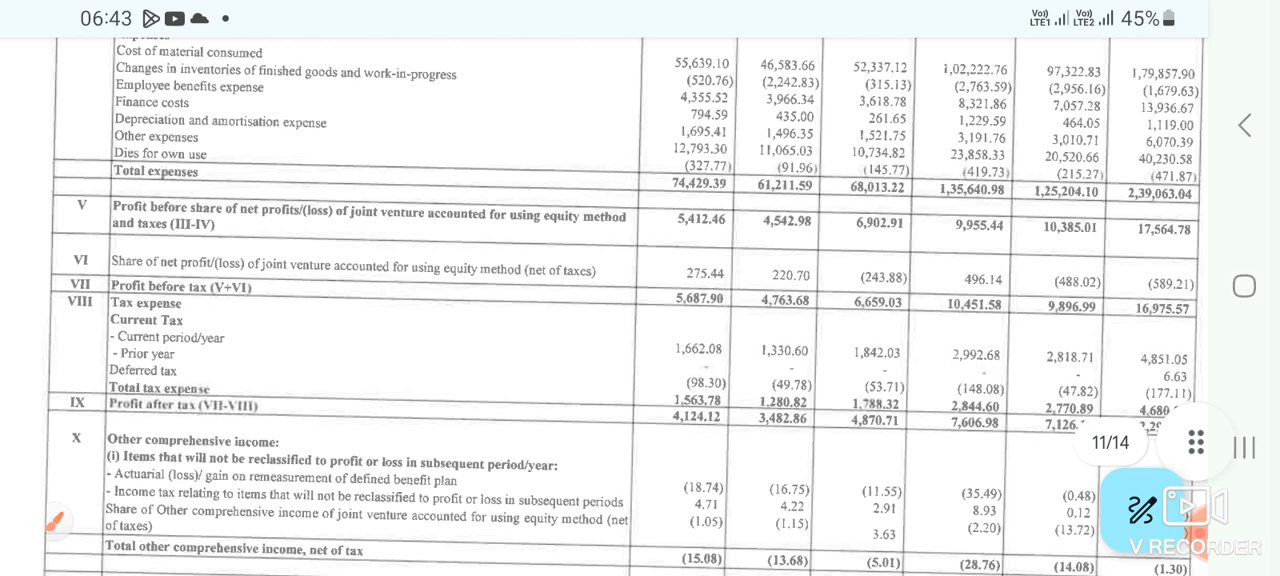 06:43 Vo)) LTE1 Vo)) LTE2 45%
Cost of material consumed 55,639.10 46,583.66 52,337.12 1,02,222.76 97,322.83 1,79,857.90
Changes in inventories of finished goods and work-in-progress (520.76) (2,242.83) (315.13) (2,763.59) (2,956.16) (1,679.63)
Employee benefits expense 4,355.52 3,966.34 3,618.78 8,321.86 7,057.28 13,936.67
Finance costs 794.59 435.00 261.65 1,229.59 464.05 1,119.00
Depreciation and amortisation expense 1,695.41 1,496.35 1,521.75 3,191.76 3,010.71 6,070.39
Other expenses 12,793.30 11,065.03 10,734.82 23,858.33 20,520.66 40,230.58
Dies for own use (327.77) (91.96) (145.77) (419.73) (215.27) (471.87)
Total expenses 74,429.39 61,211.59 68,013.22 1,35,640.98 1,25,204.10 2,39,063.04
V Profit before share of net profits/(loss) of joint venture accounted for using equity method 5,412.46 4,542.98 6,902.91 9,955.44 10,385.01 17,564.78
and taxes (III-IV)
VI Share of net profit/(loss) of joint venture accounted for using equity method (net of taxes) 275.44 220.70 (243.88) 496.14 (488.02) (589.21)
VII Profit before tax (V+VI) 5,687.90 4,763.68 6,659.03 10,451.58 9,896.99 16,975.57
VIII Tax expense
Current Tax
- Current period/year 1,662.08 1,330.60 1,842.03 2,992.68 2,818.71 4,851.05
- Prior year - - - - - 6.63
Deferred tax (98.30) (49.78) (53.71) (148.08) (47.82) (177.11)
Total tax expense 1,563.78 1,280.82 1,788.32 2,844.60 2,770.89 4,680
IX Profit after tax (VII-VIII) 4,124.12 3,482.86 4,870.71 7,606.98 7,126.
11/14
X Other comprehensive income:
(i) Items that will not be reclassified to profit or loss in subsequent period/year:
- Actuarial (loss)/ gain on remeasurement of defined benefit plan (18.74) (16.75) (11.55) (35.49) (0.48)
- Income tax relating to items that will not be reclassified to profit or loss in subsequent periods 4.71 4.22 2.91 8.93 0.12
Share of Other comprehensive income of joint venture accounted for using equity method (net (1.05) (1.15) 3.63 (2.20) (13.72)
of taxes)
V RECORDER
Total other comprehensive income, net of tax (15.08) (13.68) (5.01) (28.76) (14.08) (1.30)